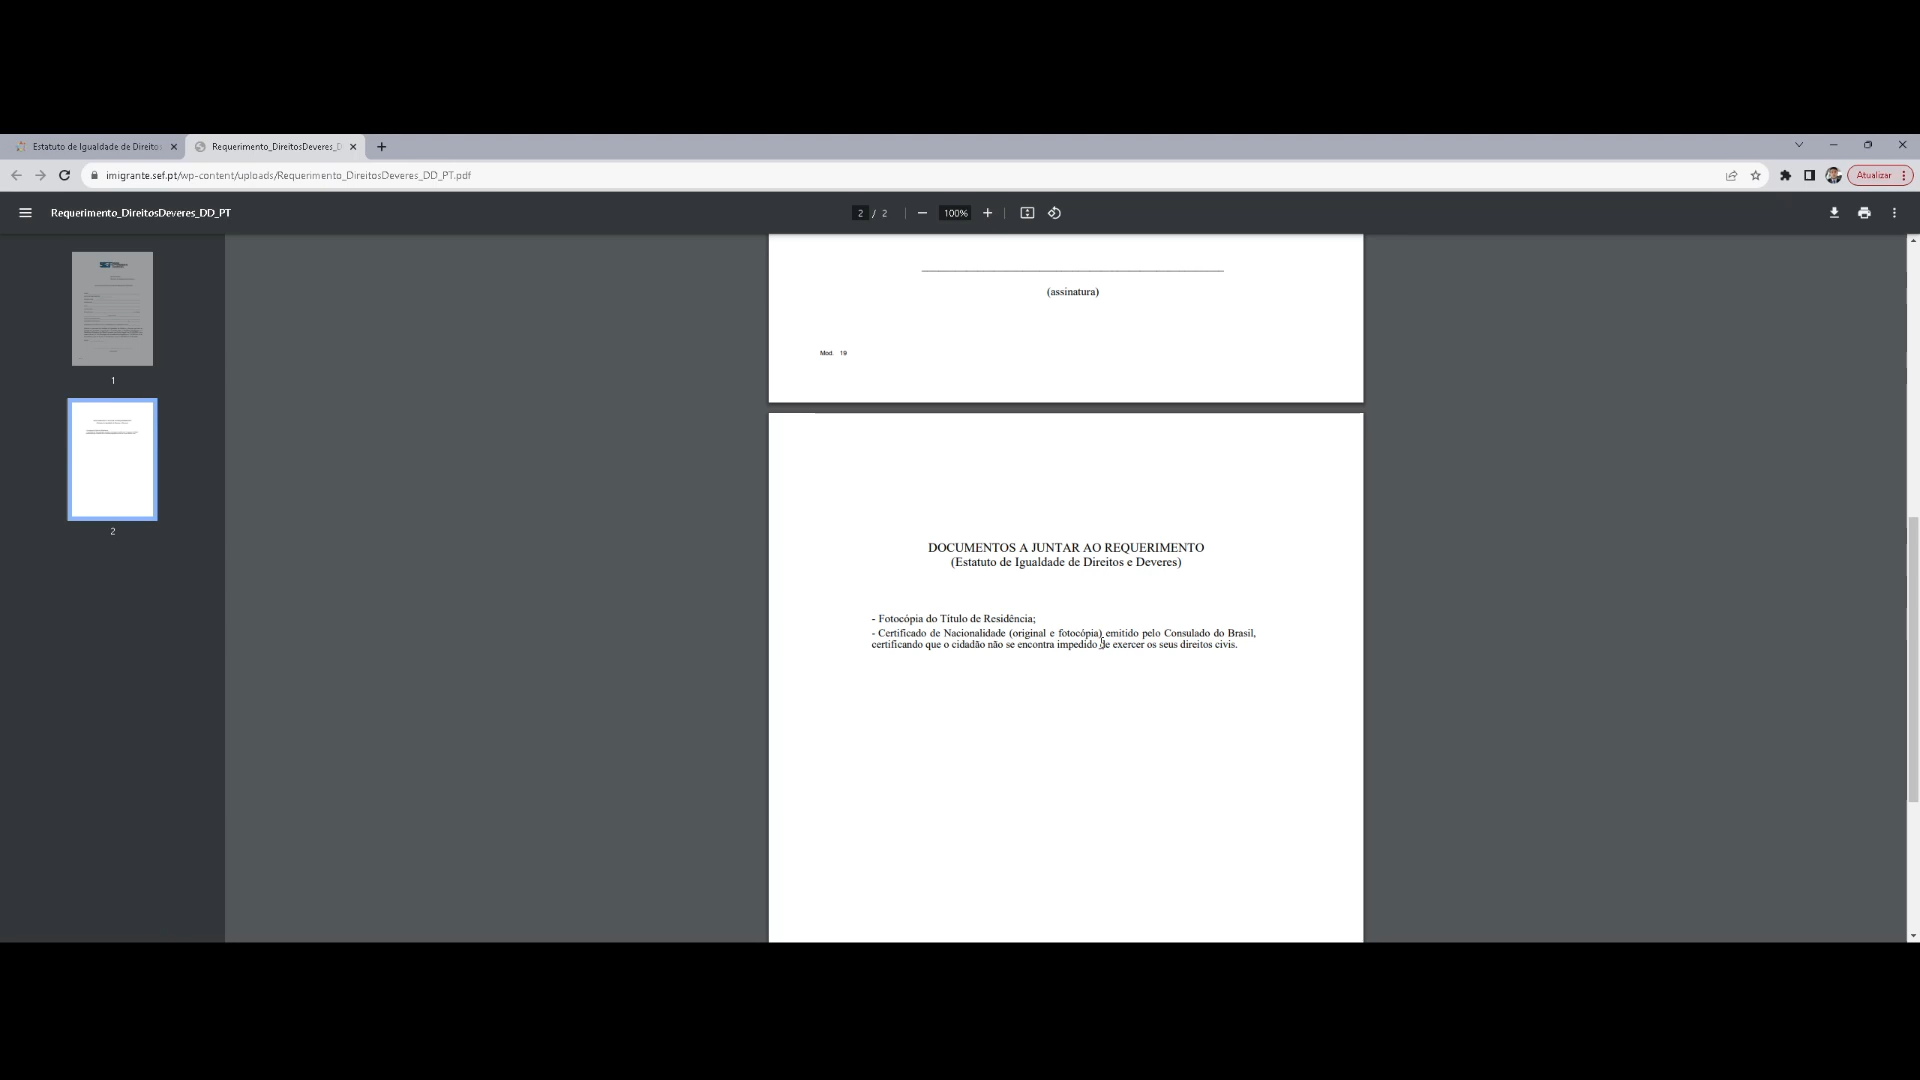 Estatuto de Igualdade de Direitos
Requerimento_DireitosDeveres_D
imigrante.sef.pt/wp-content/uploads/Requerimento_DireitosDeveres_DD_PT.pdf
Atualizar
Requerimento_DireitosDeveres_DD_PT
2 / 2
100%
(assinatura)
Mod. 19
1
DOCUMENTOS A JUNTAR AO REQUERIMENTO
(Estatuto de Igualdade de Direitos e Deveres)
2
- Fotocópia do Título de Residência;
- Certificado de Nacionalidade (original e fotocópia) emitido pelo Consulado do Brasil,
certificando que o cidadão não se encontra impedido de exercer os seus direitos civis.